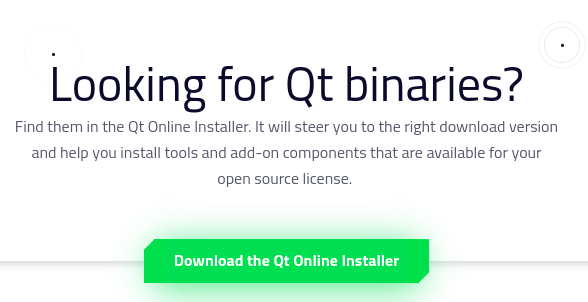 Looking for Qt binaries?
Find them in the Qt Online Installer. It will steer you to the right download version
and help you install tools and add-on components that are available for your
open source license.
Download the Qt Online Installer